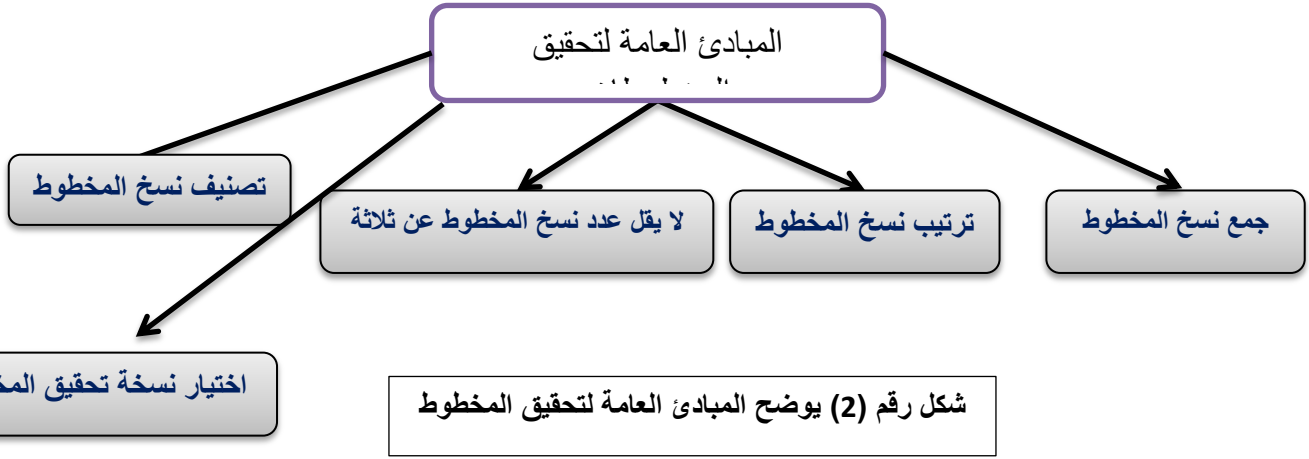 المبادئ العامة لتحقيق
جمع نسخ المخطوط
ترتيب نسخ المخطوط
لا يقل عدد نسخ المخطوط عن ثلاثة
تصنيف نسخ المخطوط
اختيار نسخة تحقيق
شكل رقم (2) يوضح المبادئ العامة لتحقيق المخطوط